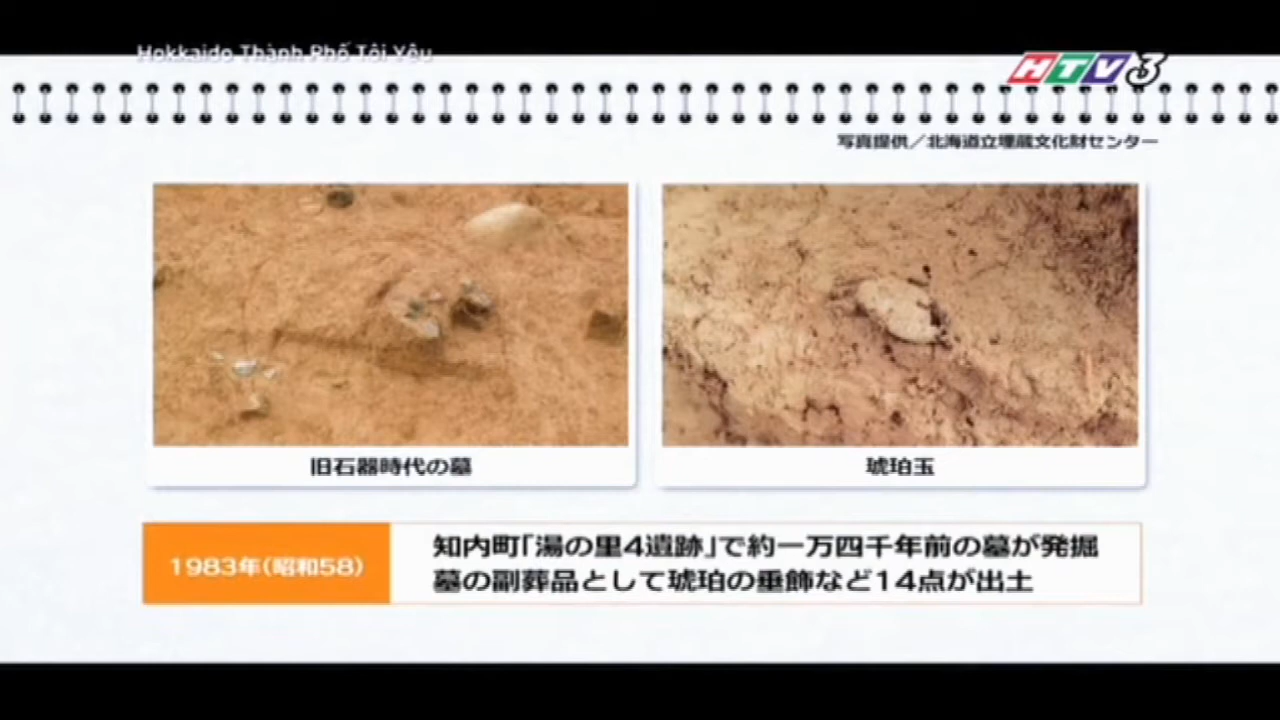 Hokkaido Thành Phố Tôi Yêu
HTV3
写真提供／北海道立埋蔵文化財センター
旧石器時代の墓
琥珀玉
1983年(昭和58)
知内町「湯の里4遺跡」で約一万四千年前の墓が発掘
墓の副葬品として琥珀の垂飾など14点が出土